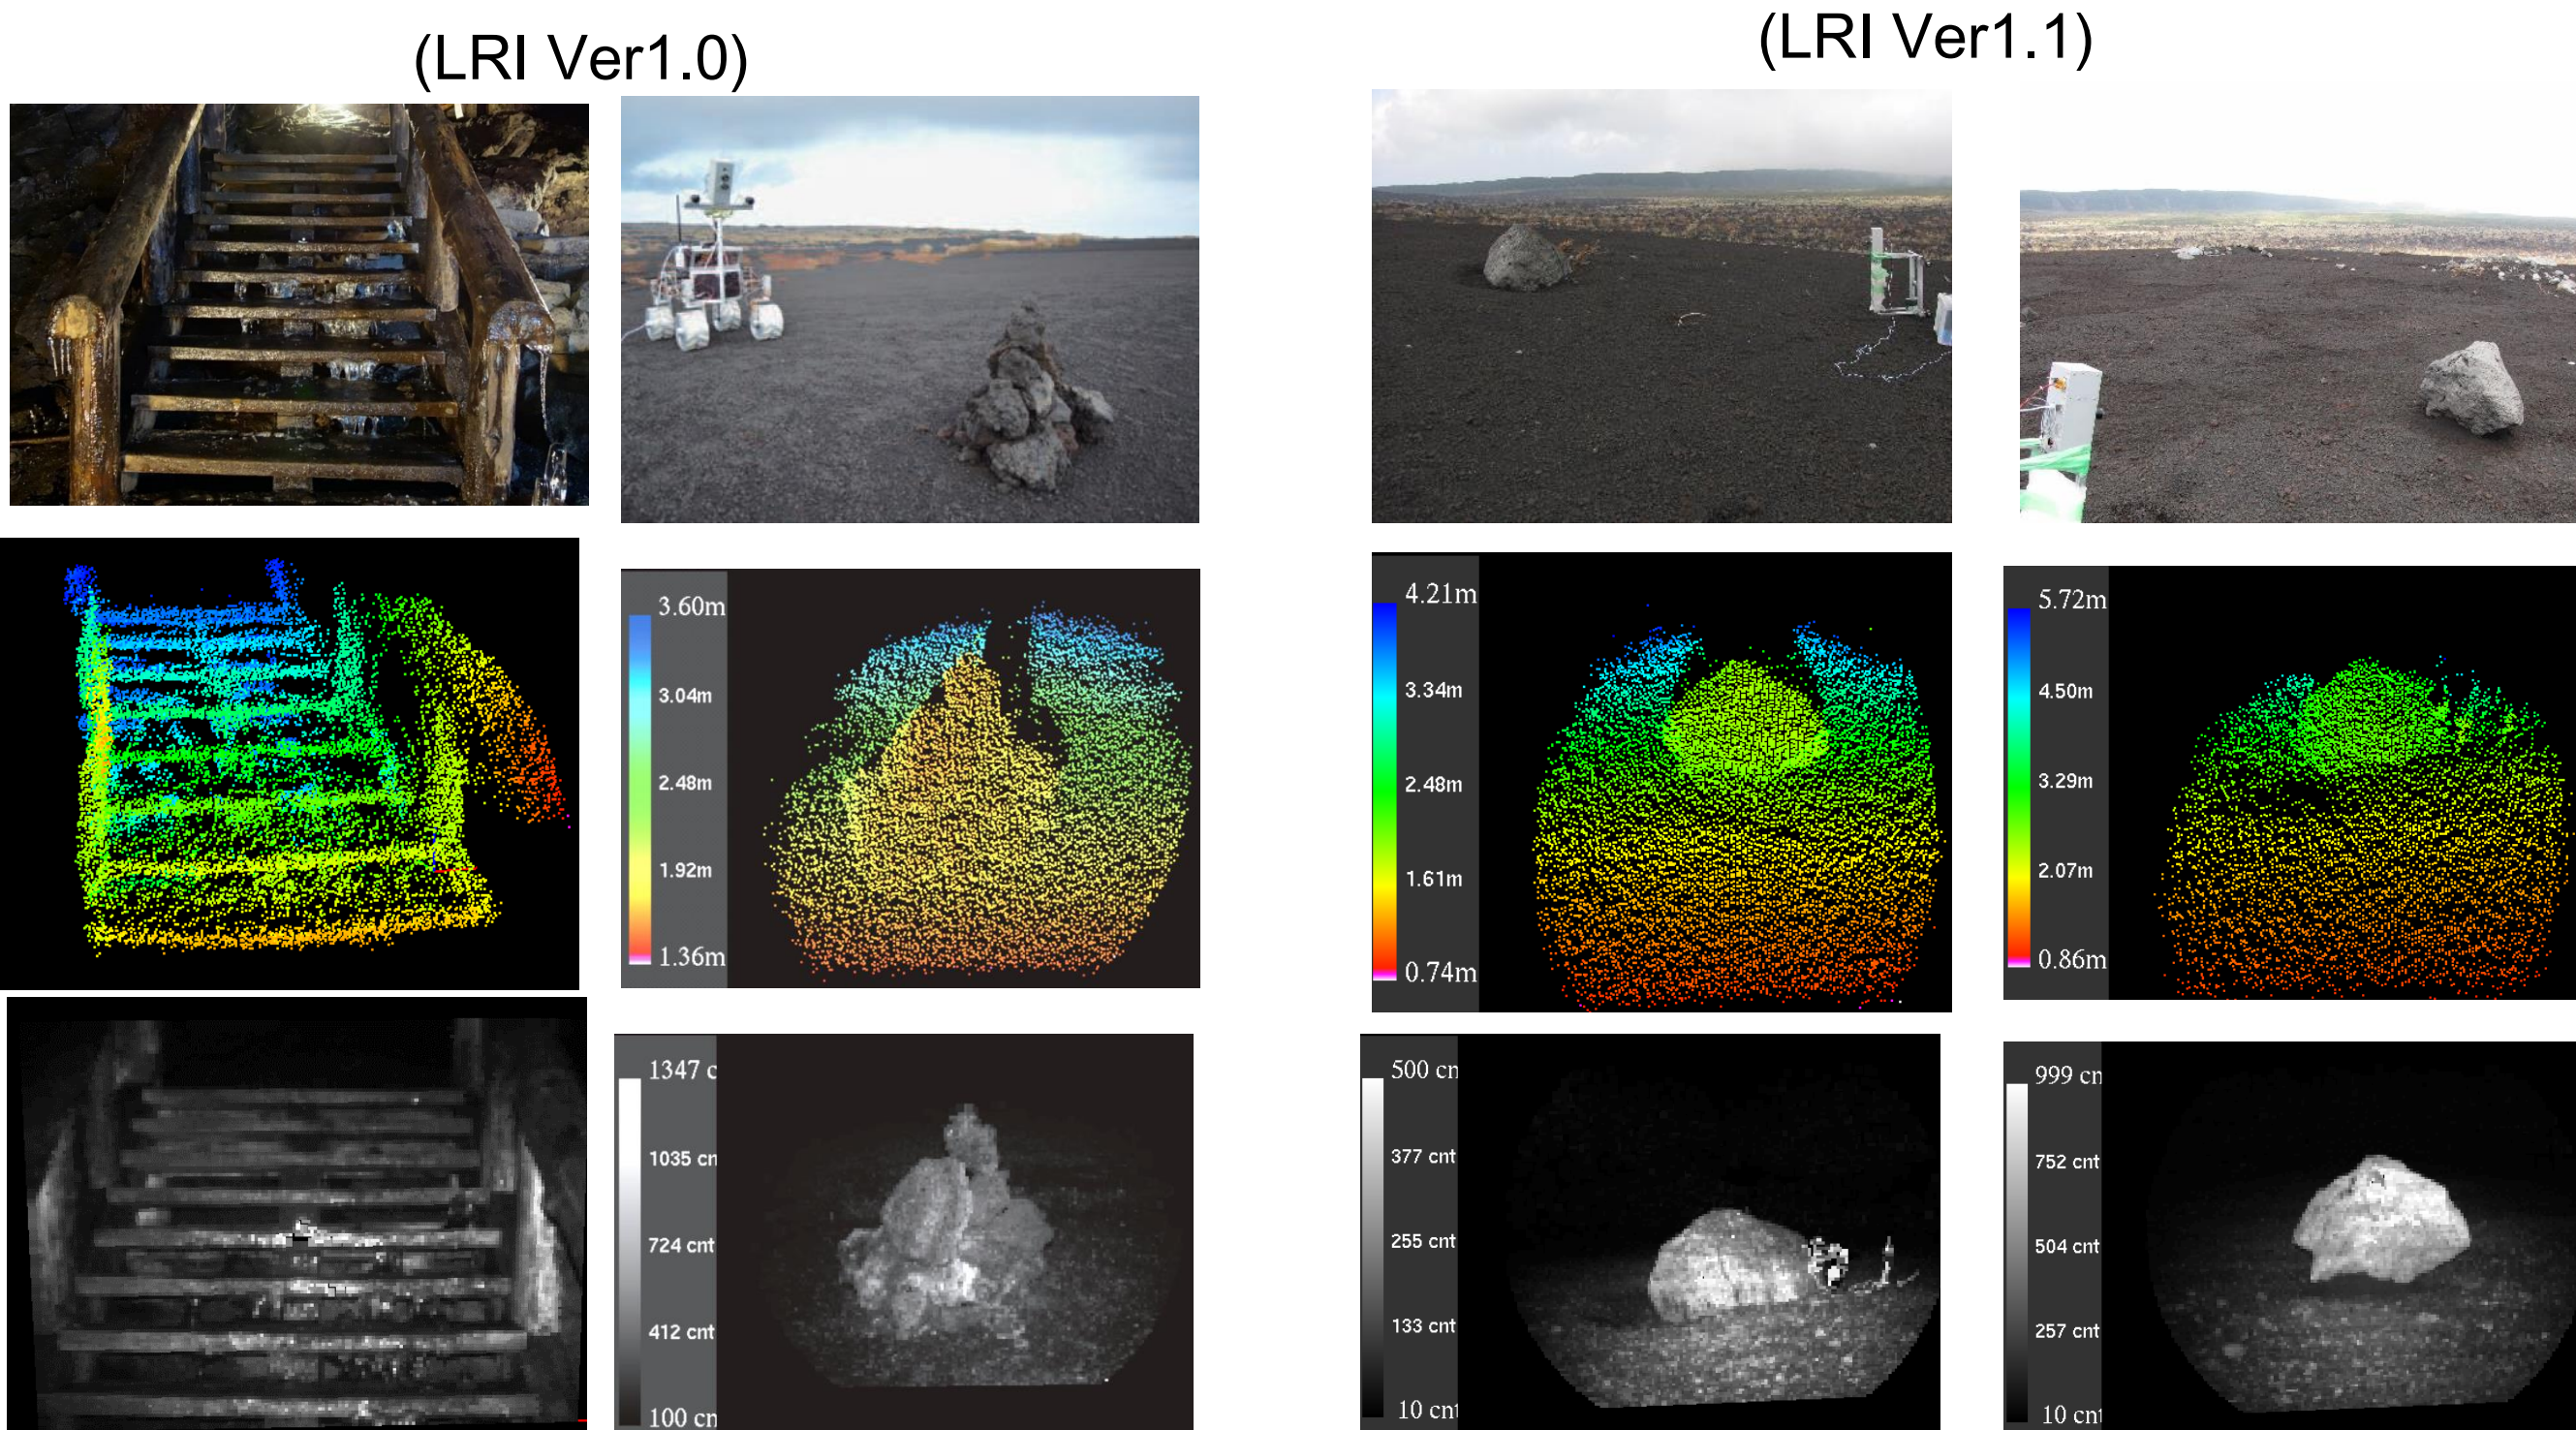 (LRI Ver1.0)
(LRI Ver1.1)
3.60m
3.04m
2.48m
1.92m
1.36m
4.21m
3.34m
2.48m
1.61m
0.74m
5.72m
4.50m
3.29m
2.07m
0.86m
1347 c
1035 cn
724 cnt
412 cnt
100 cn
500 cn
377 cnt
255 cnt
133 cnt
10 cnt
999 cn
752 cnt
504 cnt
257 cnt
10 cnt